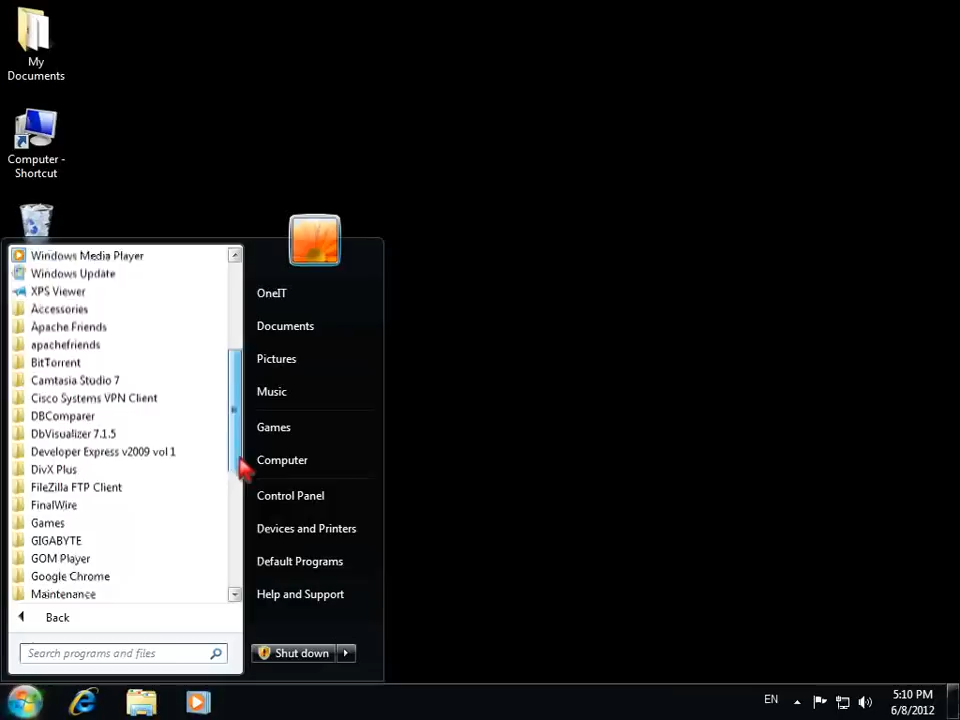 My
Documents
Computer -
Shortcut
Windows Media Player
Windows Update
XPS Viewer
Accessories
Apache Friends
apachefriends
BitTorrent
Camtasia Studio 7
Cisco Systems VPN Client
DBComparer
DbVisualizer 7.1.5
Developer Express v2009 vol 1
DivX Plus
FileZilla FTP Client
FinalWire
Games
GIGABYTE
GOM Player
Google Chrome
Maintenance
Back
Search programs and files
OneIT
Documents
Pictures
Music
Games
Computer
Control Panel
Devices and Printers
Default Programs
Help and Support
Shut down
EN
5:10 PM
6/8/2012